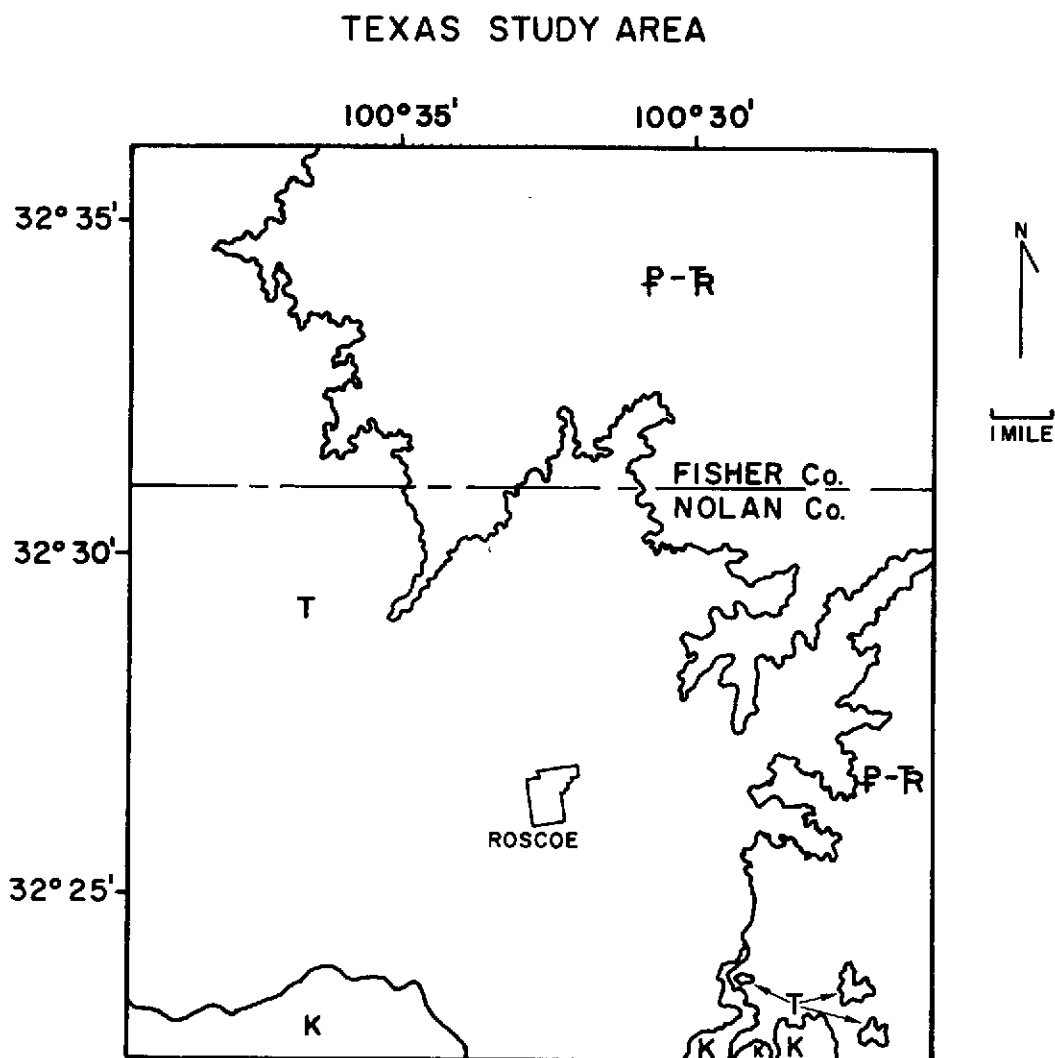 TEXAS STUDY AREA
100°35' 100°30'
32°35'
N
P-TR
1 MILE
FISHER Co.
NOLAN Co.
32°30'
T
P-TR
ROSCOE
32°25'
T
K
K K K